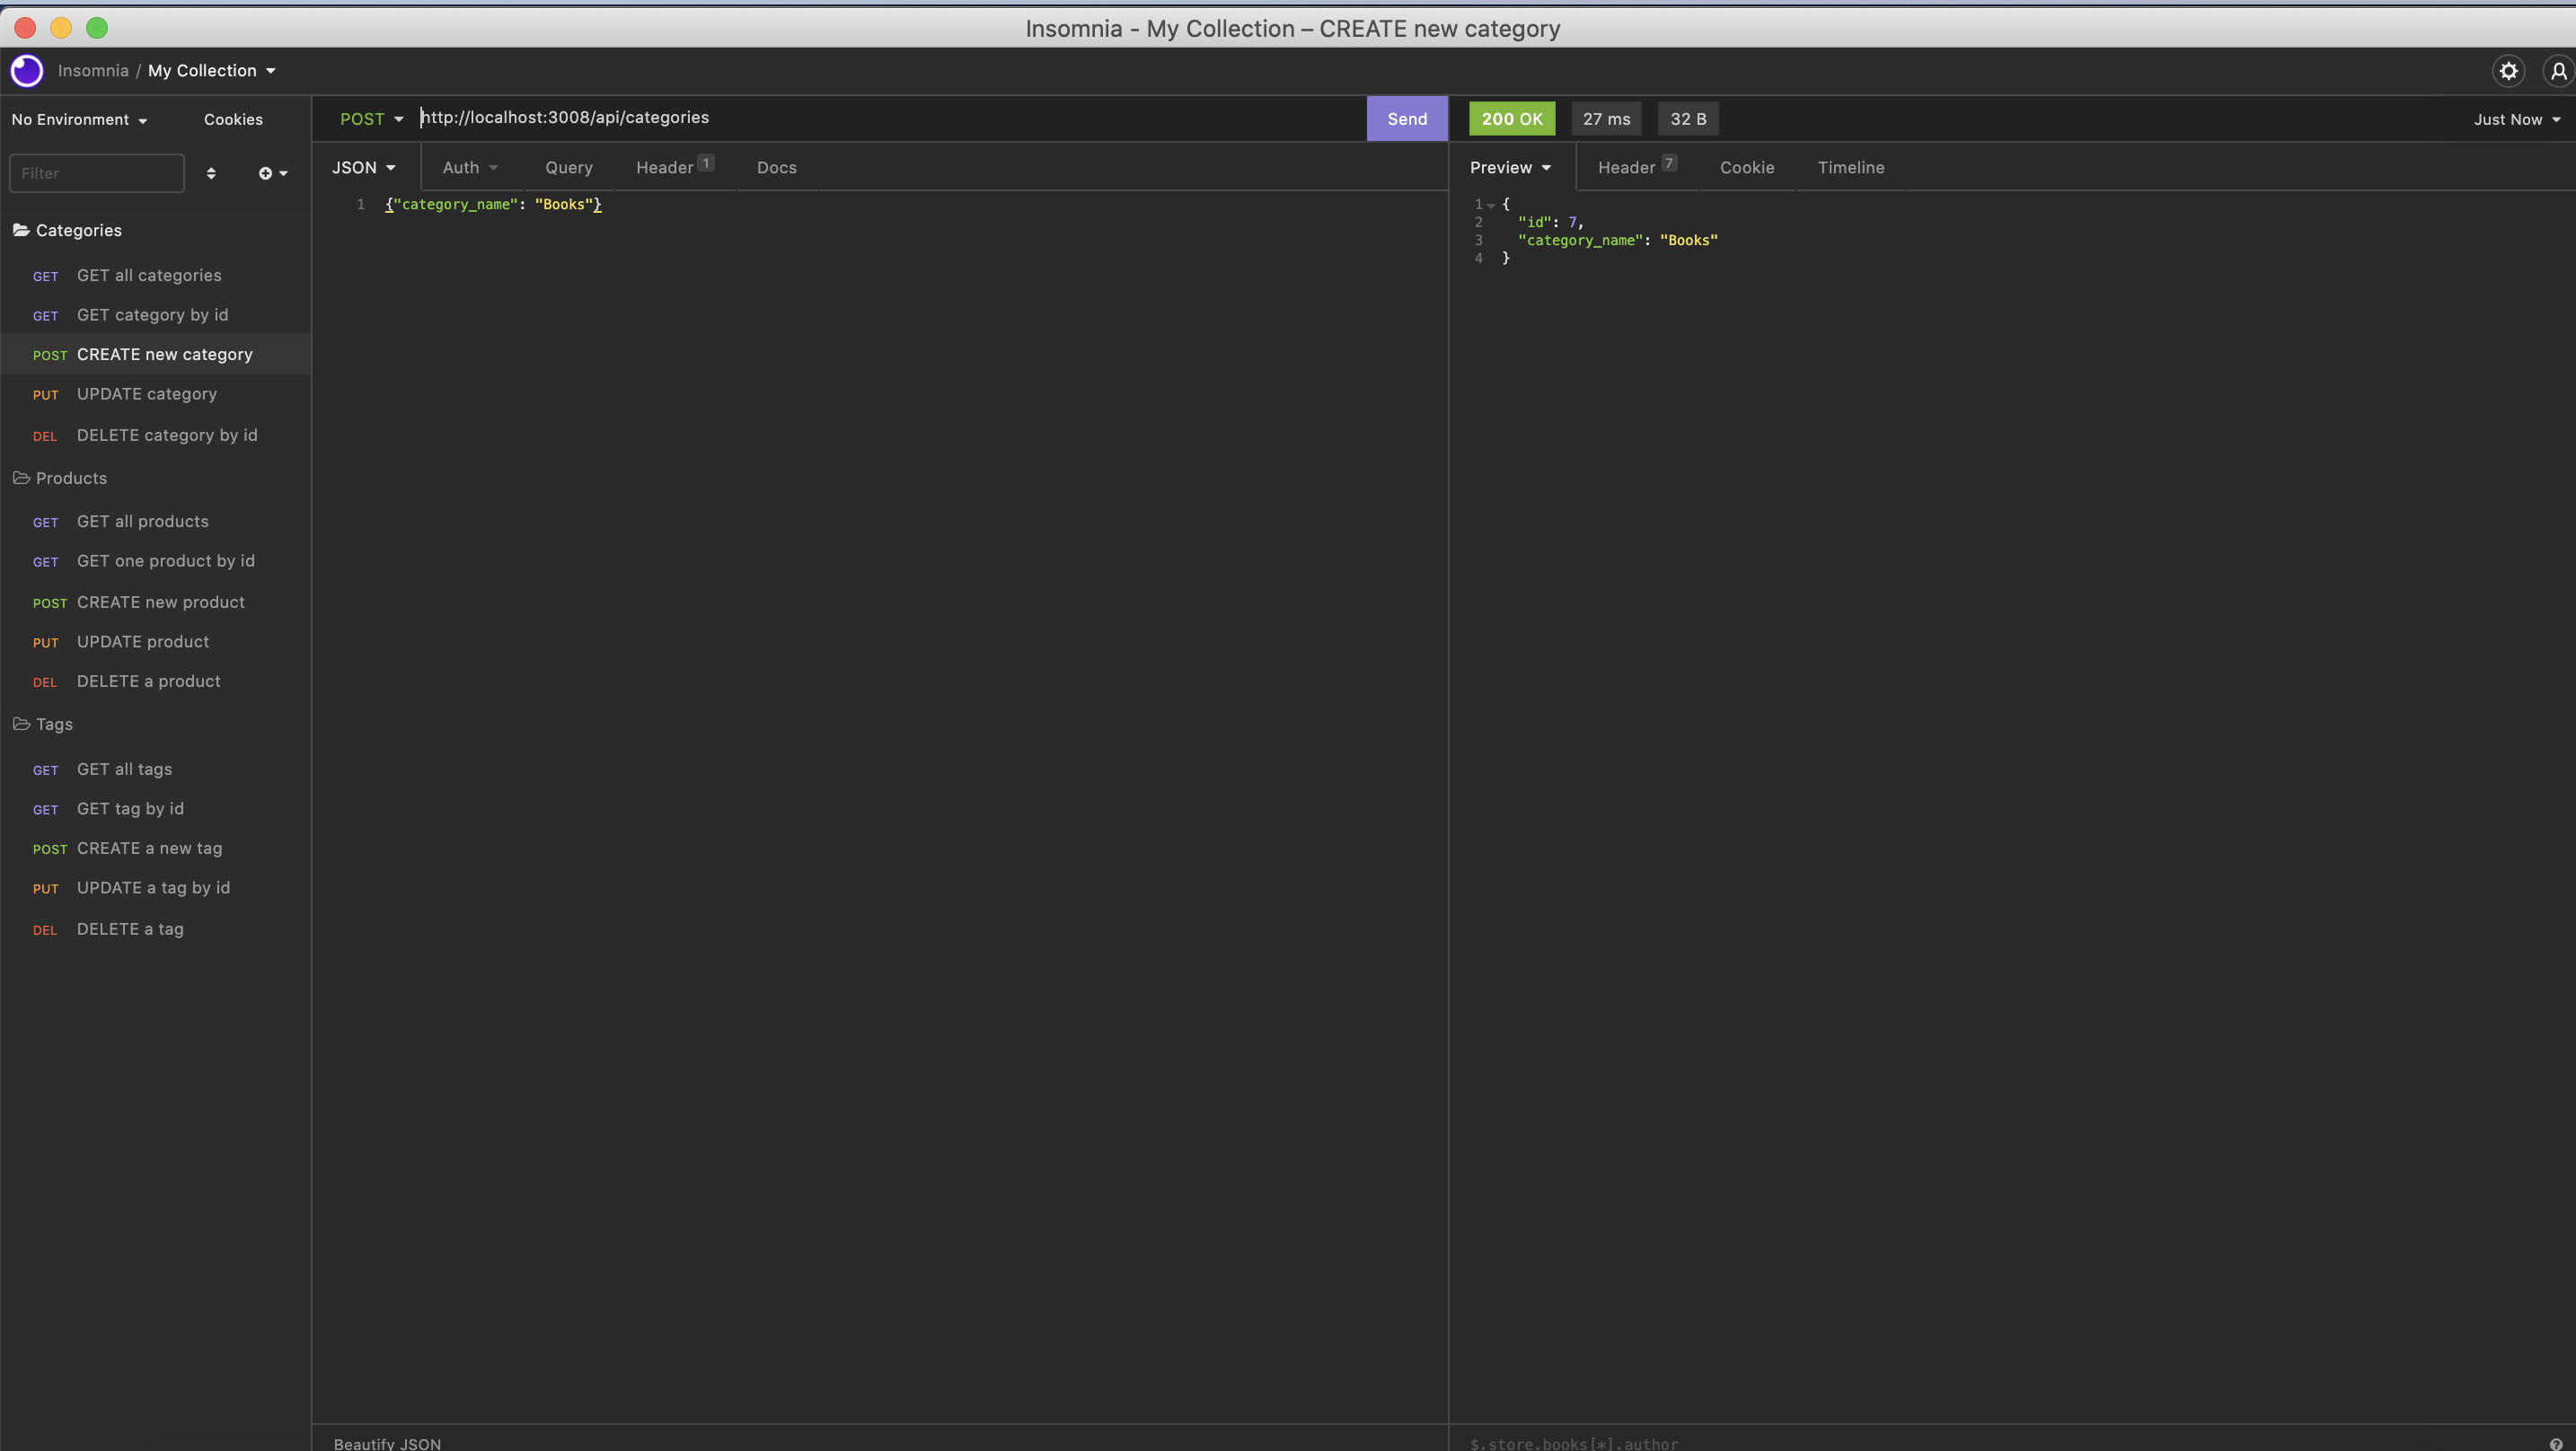 Insomnia - My Collection – CREATE new category
Insomnia / My Collection
No Environment
Cookies
Filter
Categories
GET GET all categories
GET GET category by id
POST CREATE new category
PUT UPDATE category
DEL DELETE category by id
Products
GET GET all products
GET GET one product by id
POST CREATE new product
PUT UPDATE product
DEL DELETE a product
Tags
GET GET all tags
GET GET tag by id
POST CREATE a new tag
PUT UPDATE a tag by id
DEL DELETE a tag
POST http://localhost:3008/api/categories Send
JSON Auth Query Header 1 Docs
1 {"category_name": "Books"}
Beautify JSON
200 OK 27 ms 32 B Just Now
Preview Header 7 Cookie Timeline
1 {
2 "id": 7,
3 "category_name": "Books"
4 }
$.store.books[*].author